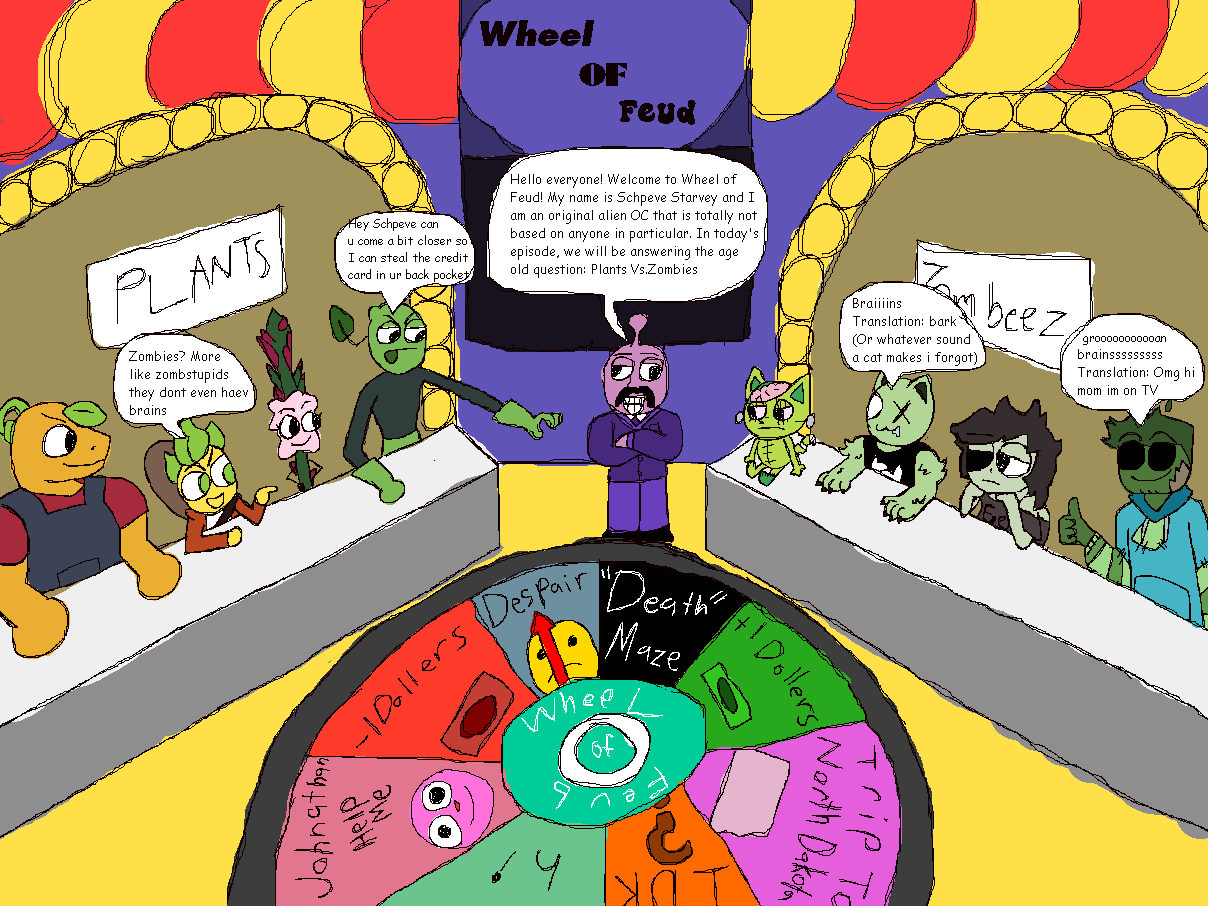 Wheel
OF
Feud
Hello everyone! Welcome to Wheel of
Feud! My name is Schpeve Starvey and I
am an original alien OC that is totally not
based on anyone in particular. In today's
episode, we will be answering the age
old question: Plants Vs.Zombies
Hey Schpeve can
u come a bit closer so
I can steal the credit
card in ur back pocket
PLANTS
Zombies? More
like zombstupids
they dont even haev
brains
Zombeez
Braiiiins
Translation: bark
(Or whatever sound
a cat makes i forgot)
grooooooooooan
brainsssssssss
Translation: Omg hi
mom im on TV
Despair
"Death"
Maze
+1 Dollers
Trip To
North Dakota
IDK
?
Johnathan
Help
Me
-1 Dollers
Wheel
of
Feud